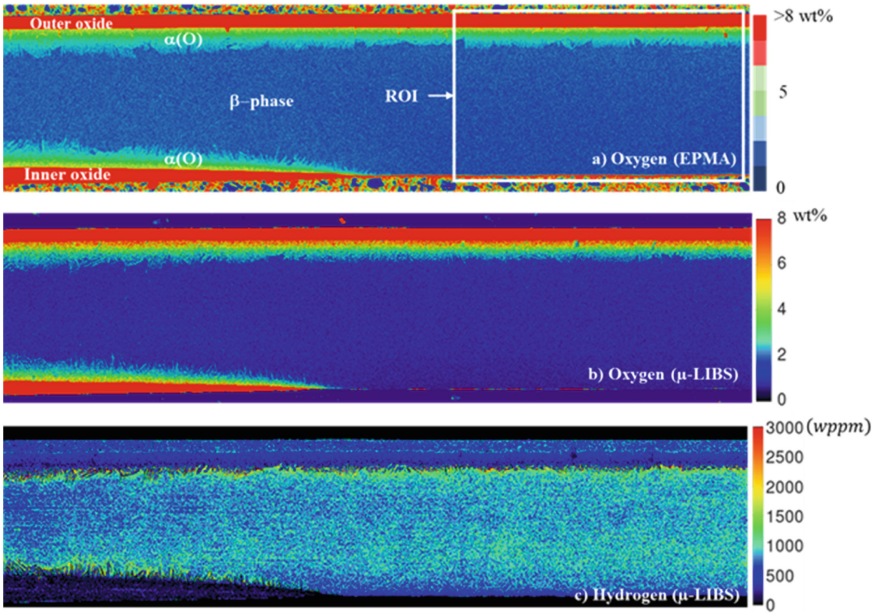 Outer oxide
α(O)
β–phase
ROI
α(O)
Inner oxide
a) Oxygen (EPMA)
>8 wt%
5
0
8 wt%
6
4
2
0
b) Oxygen (μ-LIBS)
3000 (wppm)
2500
2000
1500
1000
500
0
c) Hydrogen (μ-LIBS)